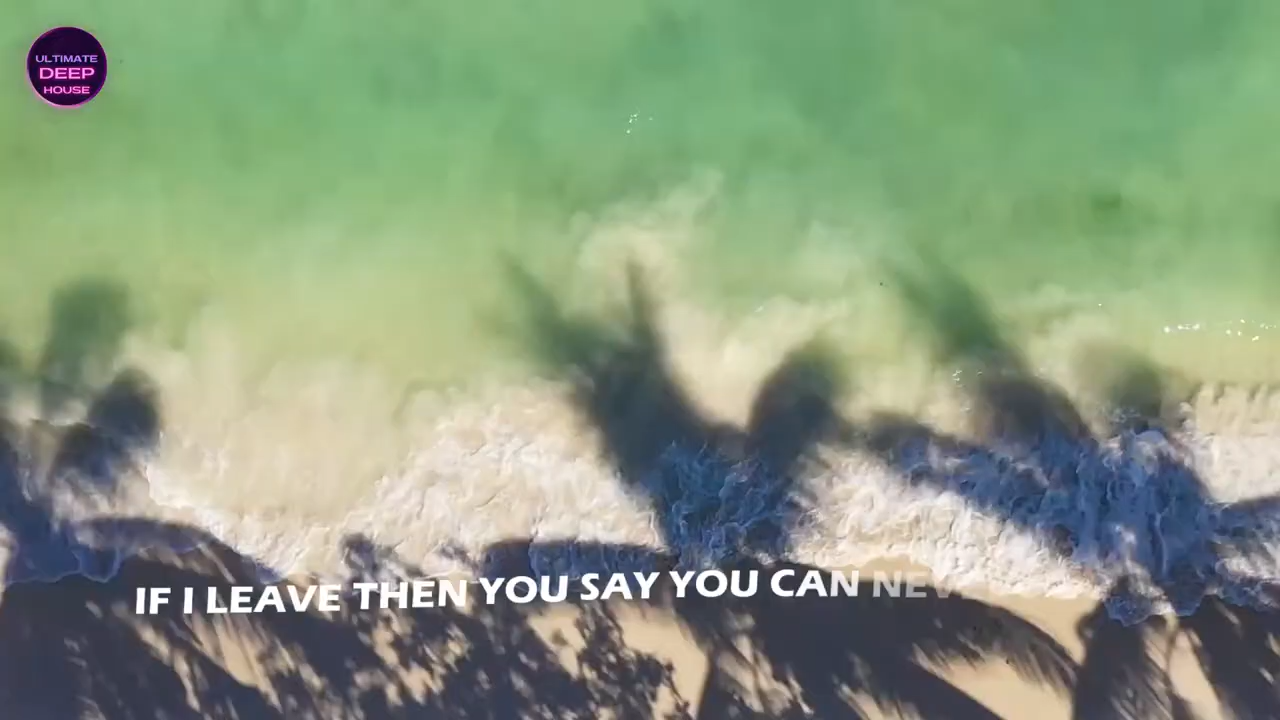 ULTIMATE
DEEP
HOUSE
IF I LEAVE THEN YOU SAY YOU CAN